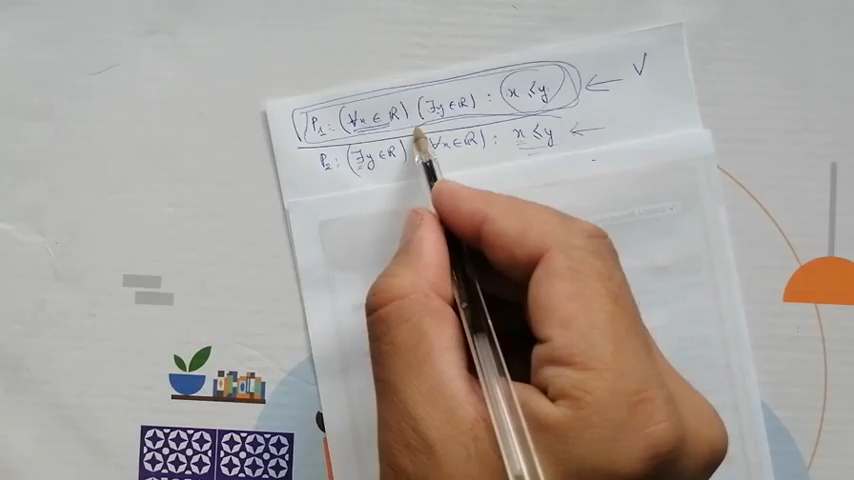 P₁: (∀x ∈ ℝ) (∃y ∈ ℝ) : x ⩽ y ← V
P₂: (∃y ∈ ℝ) (∀x ∈ ℝ) : x ⩽ y ←